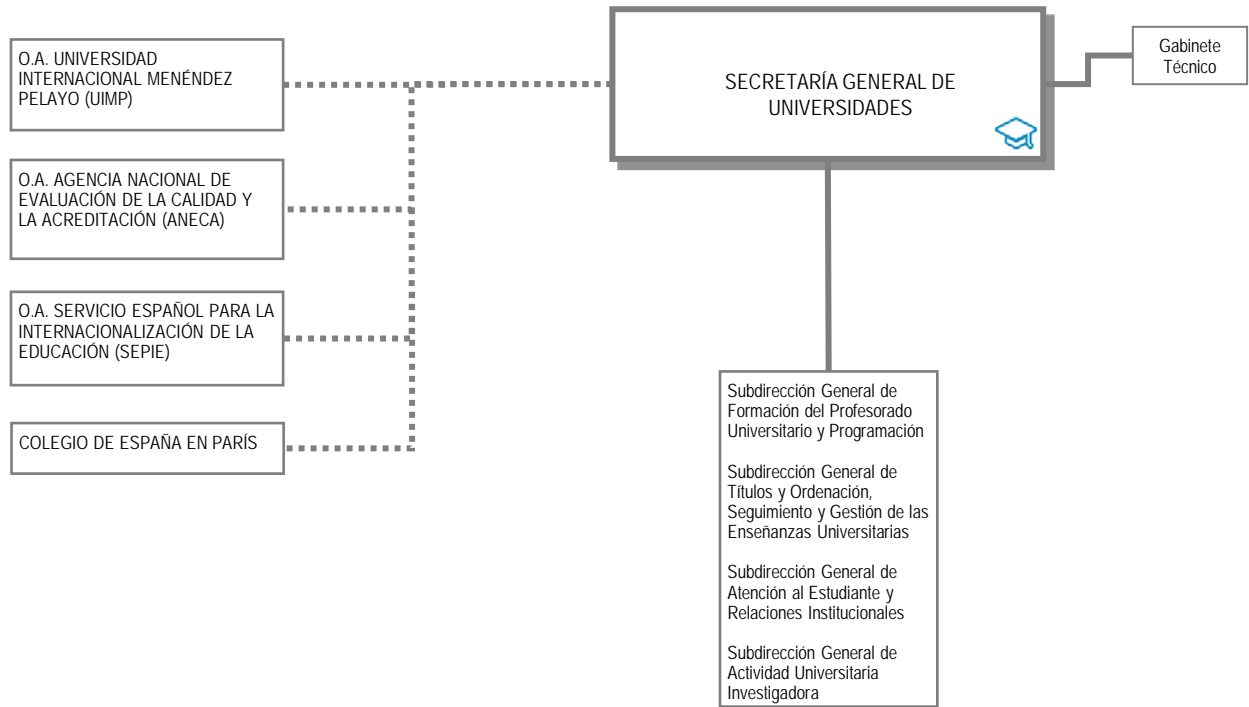 O.A. UNIVERSIDAD
INTERNACIONAL MENÉNDEZ
PELAYO (UIMP)
O.A. AGENCIA NACIONAL DE
EVALUACIÓN DE LA CALIDAD Y
LA ACREDITACIÓN (ANECA)
O.A. SERVICIO ESPAÑOL PARA LA
INTERNACIONALIZACIÓN DE LA
EDUCACIÓN (SEPIE)
COLEGIO DE ESPAÑA EN PARÍS
SECRETARÍA GENERAL DE
UNIVERSIDADES
Gabinete
Técnico
Subdirección General de
Formación del Profesorado
Universitario y Programación
Subdirección General de
Títulos y Ordenación,
Seguimiento y Gestión de las
Enseñanzas Universitarias
Subdirección General de
Atención al Estudiante y
Relaciones Institucionales
Subdirección General de
Actividad Universitaria
Investigadora